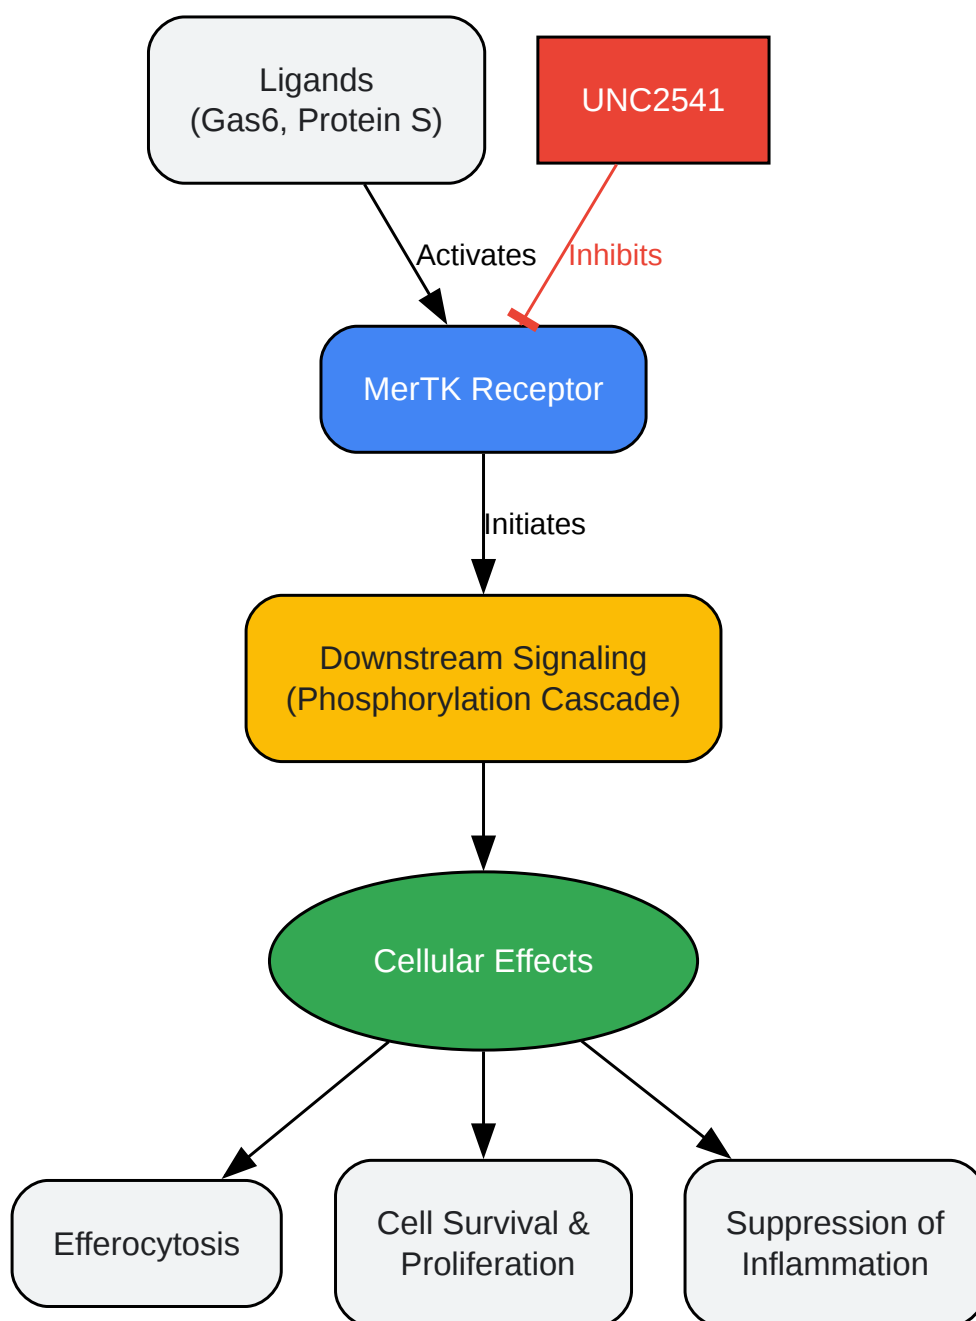 Ligands
(Gas6, Protein S)
UNC2541
Activates
Inhibits
MerTK Receptor
Initiates
Downstream Signaling
(Phosphorylation Cascade)
Cellular Effects
Efferocytosis
Cell Survival &
Proliferation
Suppression of
Inflammation